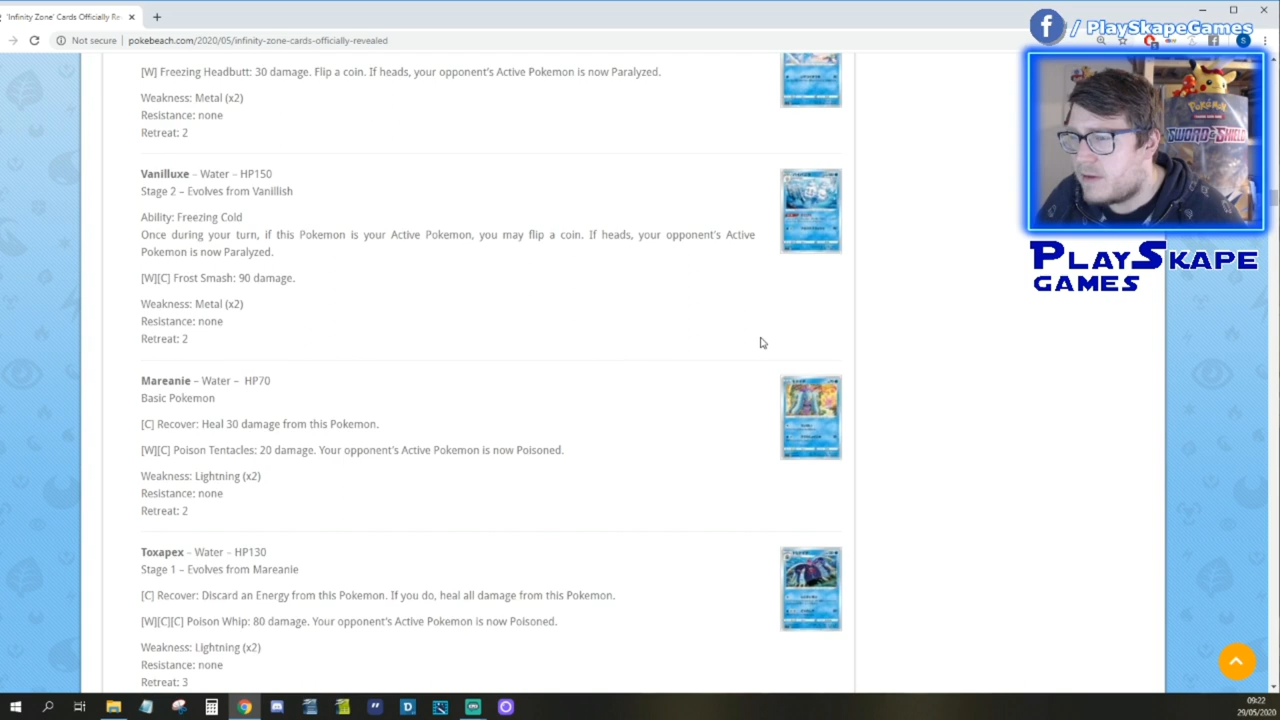 'Infinity Zone' Cards Officially Re
Not secure | pokebeach.com/2020/05/infinity-zone-cards-officially-revealed
f / PlaySkapeGames
[W] Freezing Headbutt: 30 damage. Flip a coin. If heads, your opponent's Active Pokemon is now Paralyzed.
Weakness: Metal (x2)
Resistance: none
Retreat: 2
Vanilluxe – Water – HP150
Stage 2 – Evolves from Vanillish
Ability: Freezing Cold
Once during your turn, if this Pokemon is your Active Pokemon, you may flip a coin. If heads, your opponent's Active
Pokemon is now Paralyzed.
[W][C] Frost Smash: 90 damage.
Weakness: Metal (x2)
Resistance: none
Retreat: 2
Mareanie – Water – HP70
Basic Pokemon
[C] Recover: Heal 30 damage from this Pokemon.
[W][C] Poison Tentacles: 20 damage. Your opponent's Active Pokemon is now Poisoned.
Weakness: Lightning (x2)
Resistance: none
Retreat: 2
Toxapex – Water – HP130
Stage 1 – Evolves from Mareanie
[C] Recover: Discard an Energy from this Pokemon. If you do, heal all damage from this Pokemon.
[W][C][C] Poison Whip: 80 damage. Your opponent's Active Pokemon is now Poisoned.
Weakness: Lightning (x2)
Resistance: none
Retreat: 3
Pokémon
SWORD & SHIELD
PLAYSKAPE
GAMES
09:22
29/05/2020